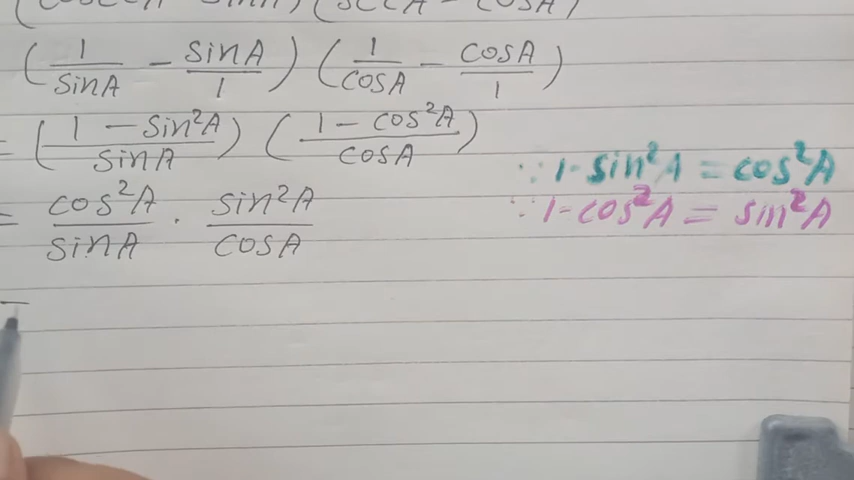 ( 1/sinA − sinA/1 ) ( 1/cosA − cosA/1 )
= ( 1 − sin²A/sinA ) ( 1 − cos²A/cosA )
∵ 1-sin²A = cos²A
= cos²A/sinA · sin²A/cosA
∵ 1-cos²A = sin²A